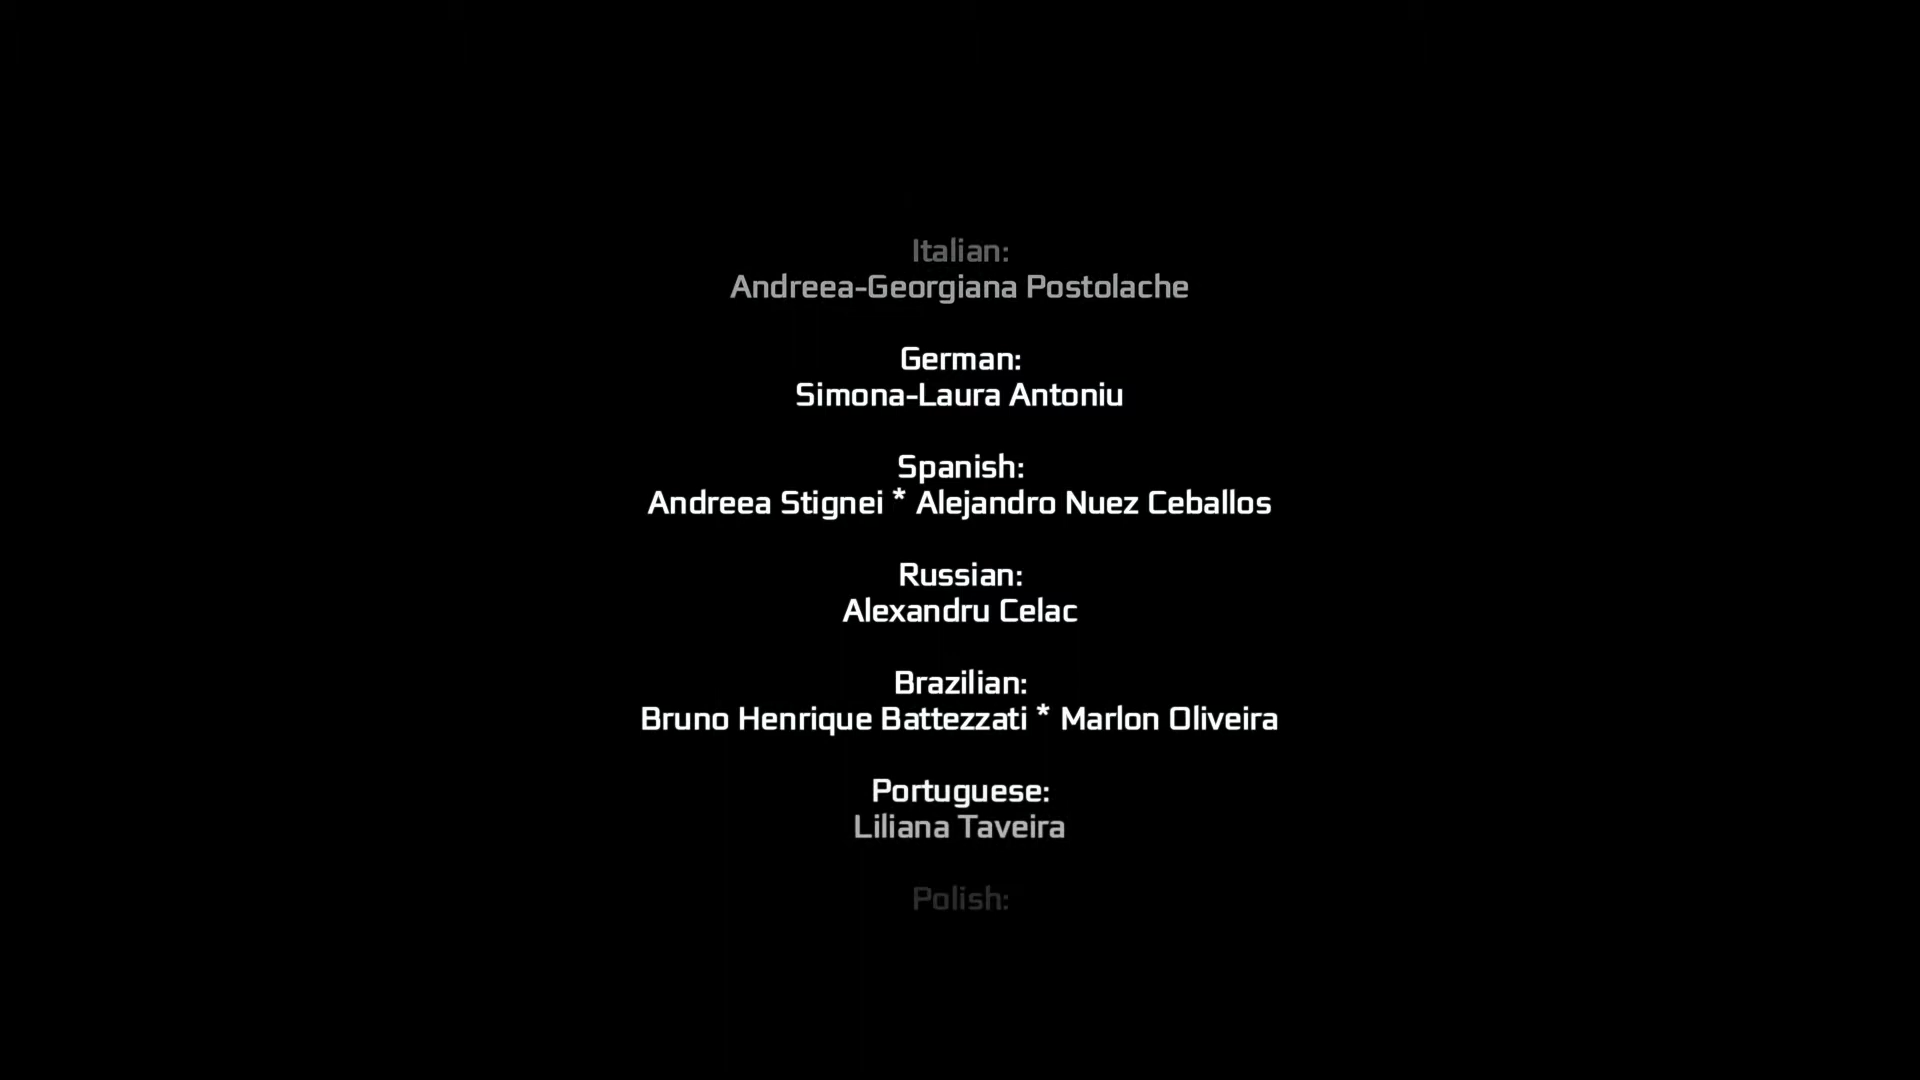 Italian:
Andreea-Georgiana Postolache
German:
Simona-Laura Antoniu
Spanish:
Andreea Stignei * Alejandro Nuez Ceballos
Russian:
Alexandru Celac
Brazilian:
Bruno Henrique Battezzati * Marlon Oliveira
Portuguese:
Liliana Taveira
Polish: